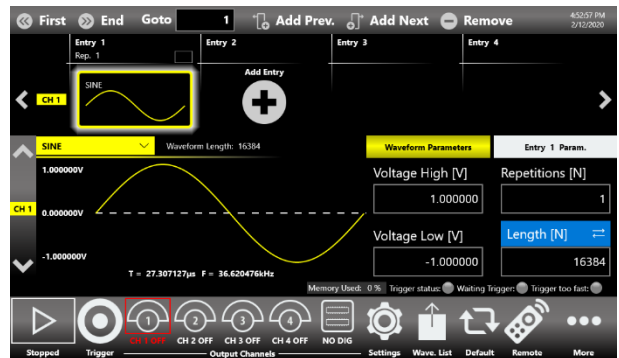 First End Goto 1 Add Prev. Add Next Remove 4:52:57 PM
2/12/2020
Entry 1 Entry 2 Entry 3 Entry 4
Rep. 1
Add Entry
SINE
CH 1
SINE Waveform Length: 16384 Waveform Parameters Entry 1 Param.
1.000000V
Voltage High [V] Repetitions [N]
1.000000 1
CH 1 0.000000V
Voltage Low [V] Length [N]
-1.000000V
-1.000000 16384
T = 27.307127µs F = 36.620476kHz
Memory Used: 0 % Trigger status: Waiting Trigger: Trigger too fast:
1 2 3 4
CH 1 OFF CH 2 OFF CH 3 OFF CH 4 OFF NO DIG
Stopped Trigger Output Channels Settings Wave. List Default Remote More